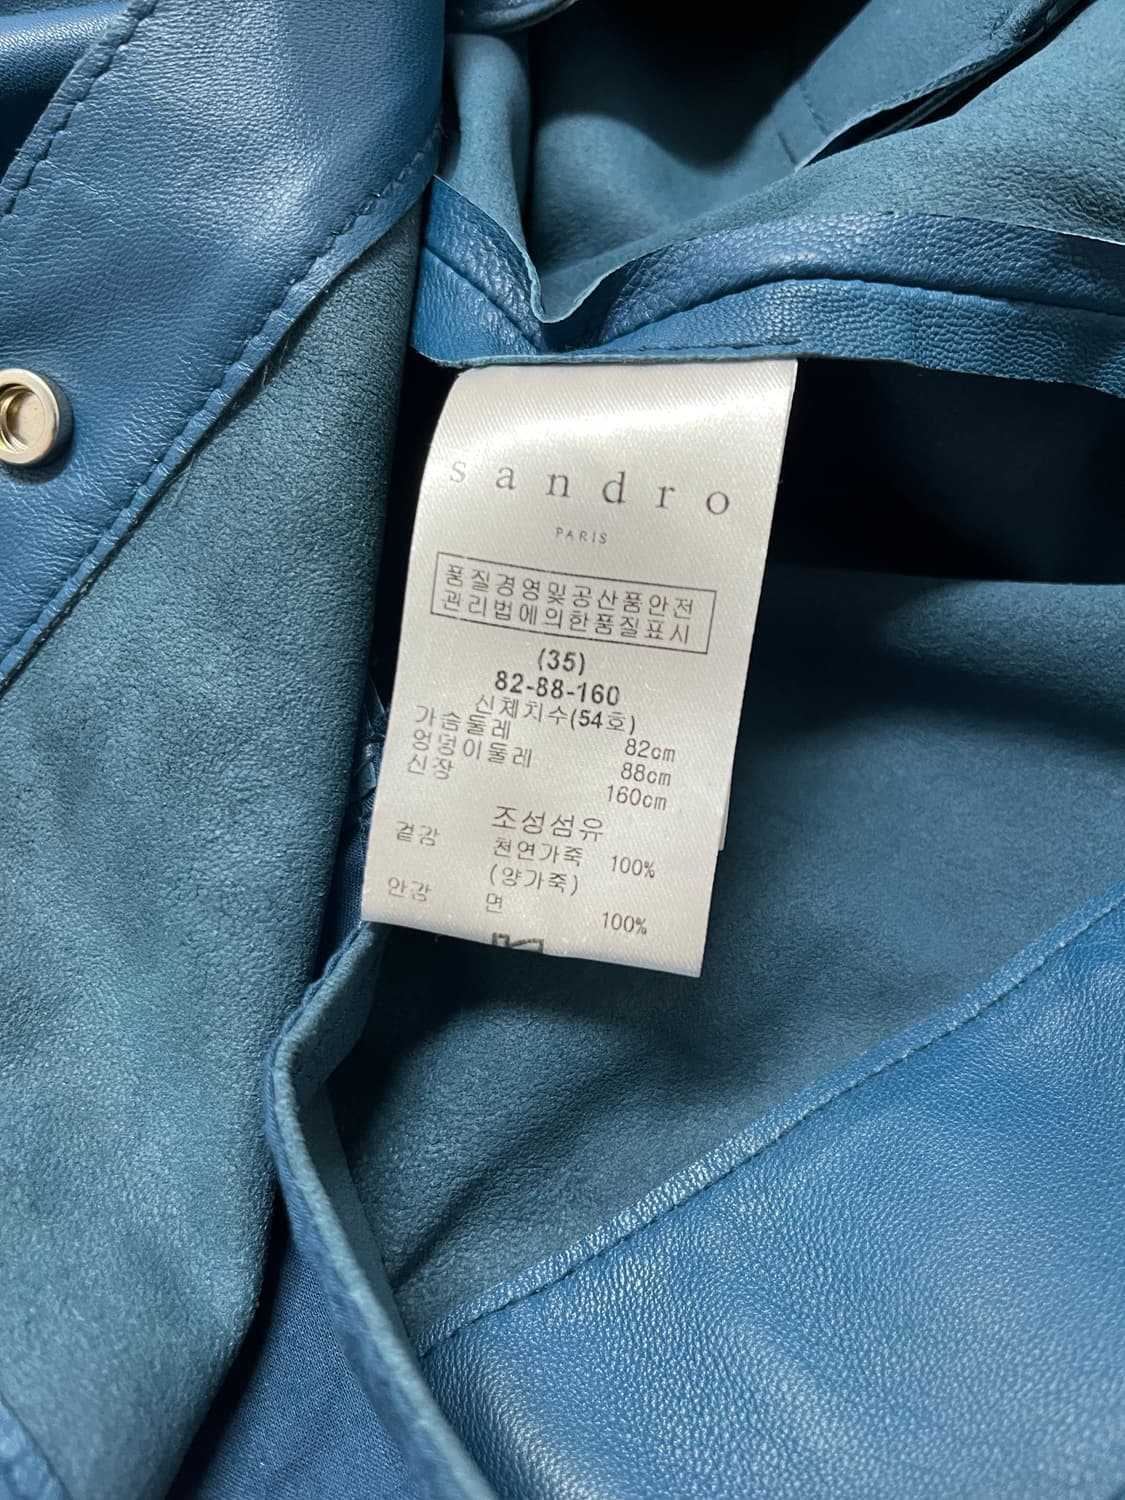 sandro
PARIS
품질경영및공산품안전
관리법에의한품질표시
(35)
82-88-160
신체치수(54호)
가슴둘레 82cm
엉덩이둘레 88cm
신장 160cm
조성섬유
겉감 천연가죽 100%
(양가죽)
안감 면 100%